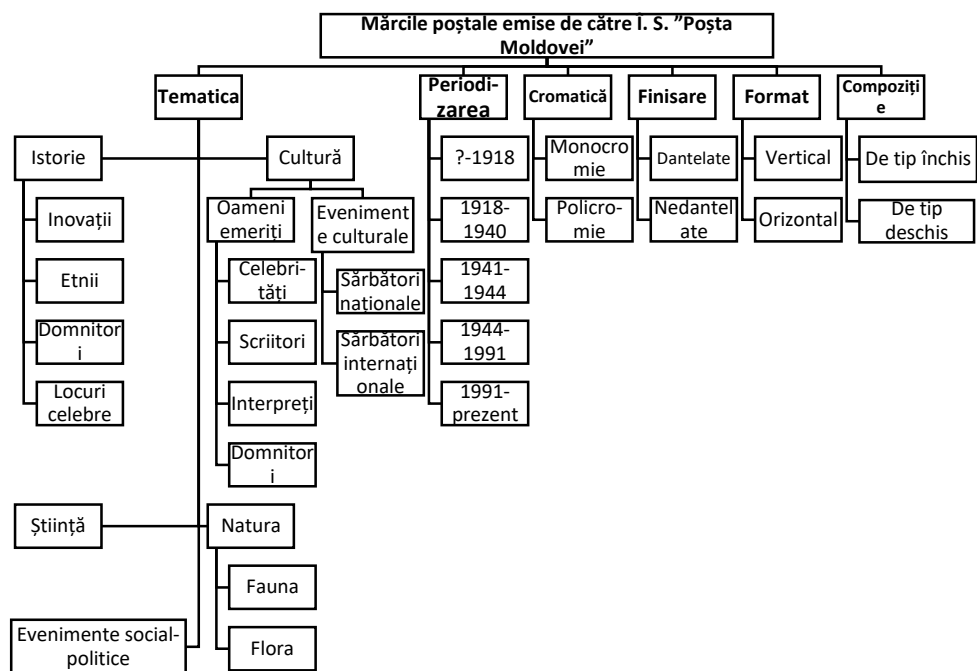 Mărcile poștale emise de către Î. S. ”Poșta
Moldovei”
Tematica
Istorie
Inovații
Etnii
Domnitor
i
Locuri
celebre
Cultură
Oameni
emeriți
Celebri-
tăți
Scriitori
Interpreți
Domnitor
i
Eveniment
e culturale
Sărbători
naționale
Sărbători
internați
onale
Știință
Natura
Fauna
Flora
Evenimente social-
politice
Periodi-
zarea
?-1918
1918-
1940
1941-
1944
1944-
1991
1991-
prezent
Cromatică
Monocro
mie
Policro-
mie
Finisare
Dantelate
Nedantel
ate
Format
Vertical
Orizontal
Compoziți
e
De tip închis
De tip
deschis